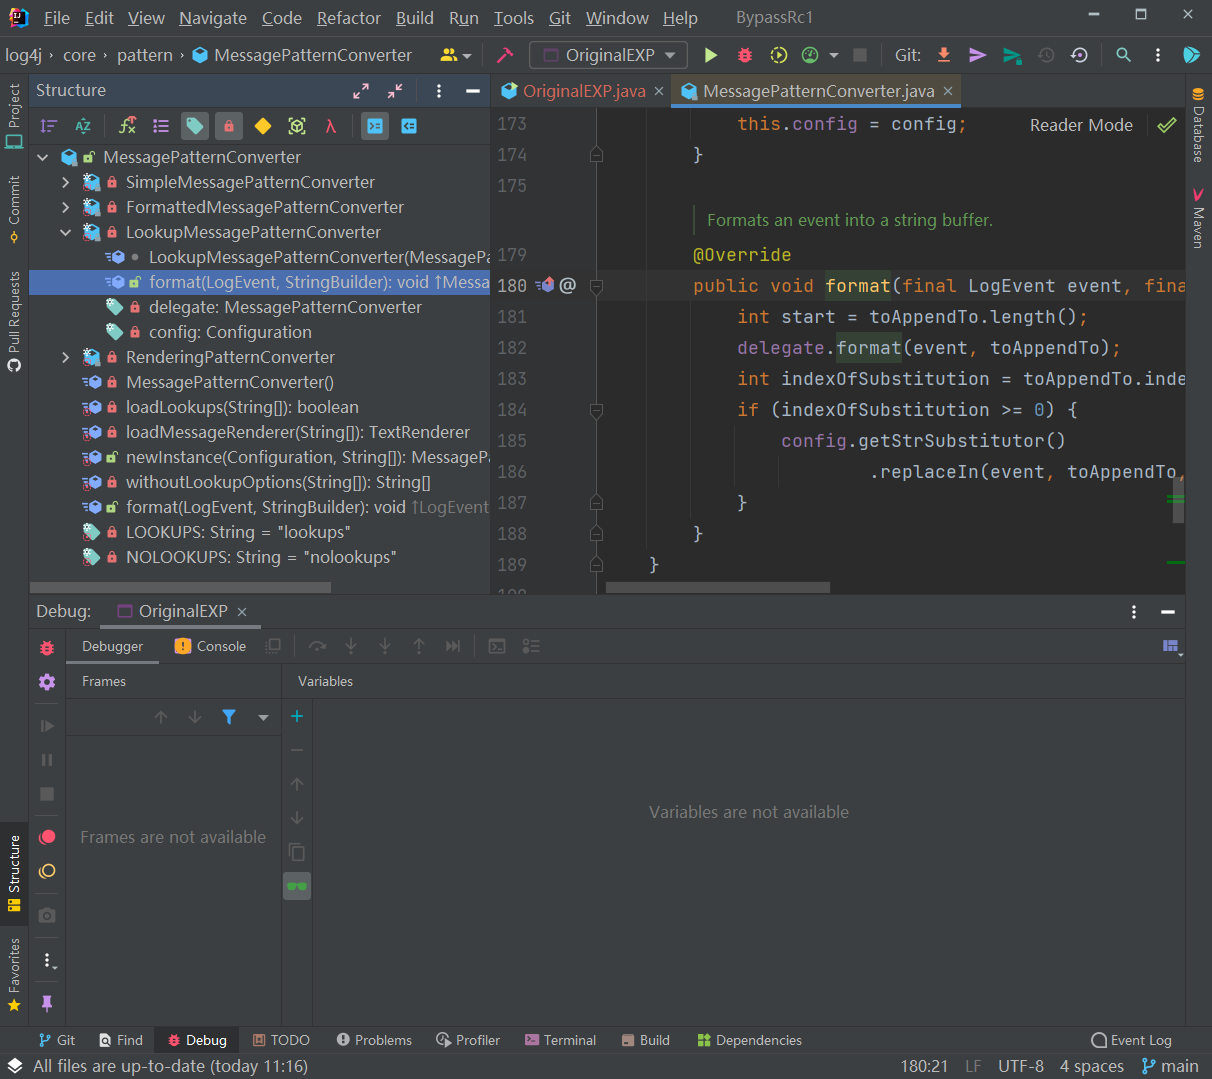 File Edit View Navigate Code Refactor Build Run Tools Git Window Help BypassRc1
log4j › core › pattern › MessagePatternConverter OriginalEXP Git:
Structure
OriginalEXP.java × MessagePatternConverter.java ×
Project
Commit
Pull Requests
Structure
Favorites
MessagePatternConverter
SimpleMessagePatternConverter
FormattedMessagePatternConverter
LookupMessagePatternConverter
LookupMessagePatternConverter(MessagePa
format(LogEvent, StringBuilder): void ↑Messa
delegate: MessagePatternConverter
config: Configuration
RenderingPatternConverter
MessagePatternConverter()
loadLookups(String[]): boolean
loadMessageRenderer(String[]): TextRenderer
newInstance(Configuration, String[]): MessagePa
withoutLookupOptions(String[]): String[]
format(LogEvent, StringBuilder): void ↑LogEvent
LOOKUPS: String = "lookups"
NOLOOKUPS: String = "nolookups"
Reader Mode
173 this.config = config;
174 }
175
Formats an event into a string buffer.
179 @Override
180 @ public void format(final LogEvent event, fina
181 int start = toAppendTo.length();
182 delegate.format(event, toAppendTo);
183 int indexOfSubstitution = toAppendTo.inde
184 if (indexOfSubstitution >= 0) {
185 config.getStrSubstitutor()
186 .replaceIn(event, toAppendTo,
187 }
188 }
189 }
Database
Maven
Debug: OriginalEXP ×
Debugger Console
Frames Variables
Frames are not available
Variables are not available
Git Find Debug TODO Problems Profiler Terminal Build Dependencies Event Log
All files are up-to-date (today 11:16) 180:21 LF UTF-8 4 spaces main